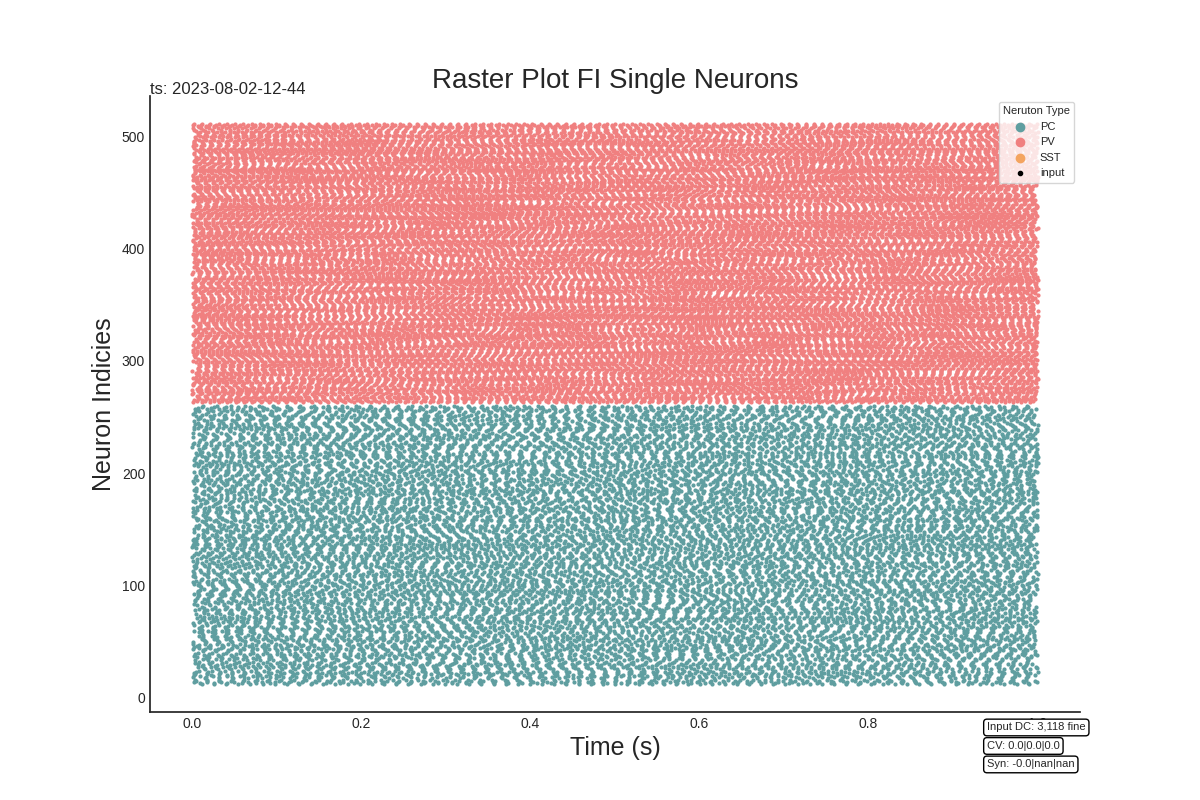 Raster Plot FI Single Neurons
ts: 2023-08-02-12-44
Neruton Type
PC
PV
SST
input
500
400
300
200
100
0
Neuron Indicies
0.0 0.2 0.4 0.6 0.8
Time (s)
Input DC: 3,118 fine
CV: 0.0|0.0|0.0
Syn: -0.0|nan|nan